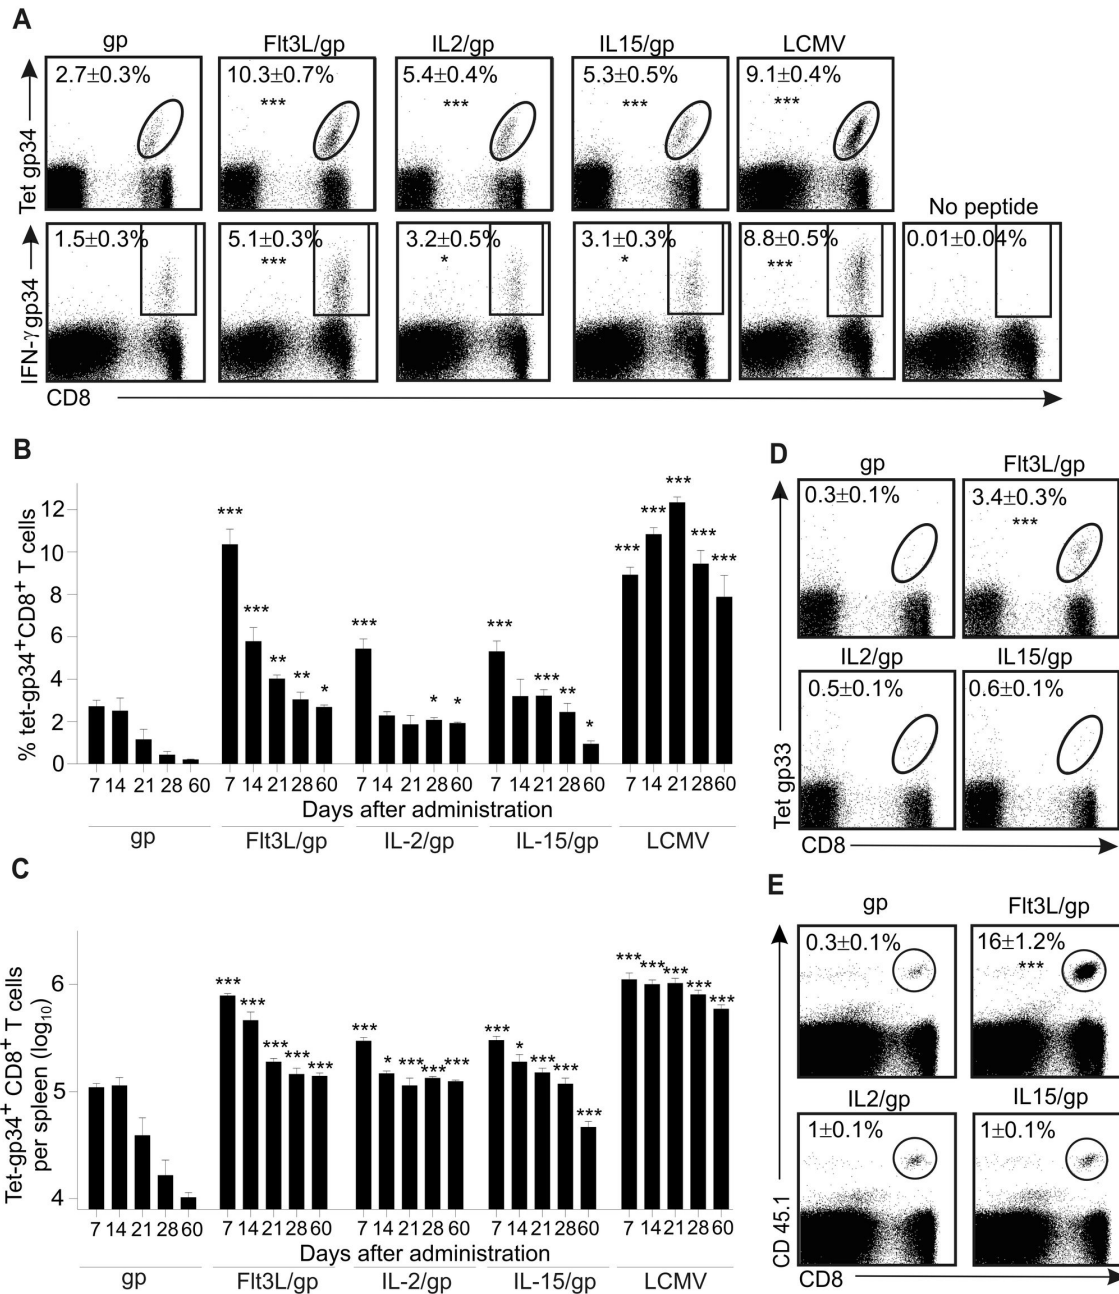 A
gp Flt3L/gp IL2/gp IL15/gp LCMV
2.7±0.3% 10.3±0.7% 5.4±0.4% 5.3±0.5% 9.1±0.4%
*** *** *** ***
Tet gp34
No peptide
1.5±0.3% 5.1±0.3% 3.2±0.5% 3.1±0.3% 8.8±0.5% 0.01±0.04%
*** * * ***
IFN-γgp34
CD8
B
% tet-gp34+CD8+ T cells
12
10
8
6
4
2
0
*** *** ** ** *
*** * *
*** *** ** *
*** *** *** *** ***
7 14 21 28 60 7 14 21 28 60 7 14 21 28 60 7 14 21 28 60 7 14 21 28 60
Days after administration
gp Flt3L/gp IL-2/gp IL-15/gp LCMV
C
Tet-gp34+ CD8+ T cells
per spleen (log10)
6
5
4
*** *** *** *** ***
*** * *** *** ***
*** * *** *** ***
*** *** *** *** ***
7 14 21 28 60 7 14 21 28 60 7 14 21 28 60 7 14 21 28 60 7 14 21 28 60
Days after administration
gp Flt3L/gp IL-2/gp IL-15/gp LCMV
D
gp Flt3L/gp
0.3±0.1% 3.4±0.3%
***
IL2/gp IL15/gp
0.5±0.1% 0.6±0.1%
Tet gp33
CD8
E
gp Flt3L/gp
0.3±0.1% 16±1.2%
***
IL2/gp IL15/gp
1±0.1% 1±0.1%
CD 45.1
CD8